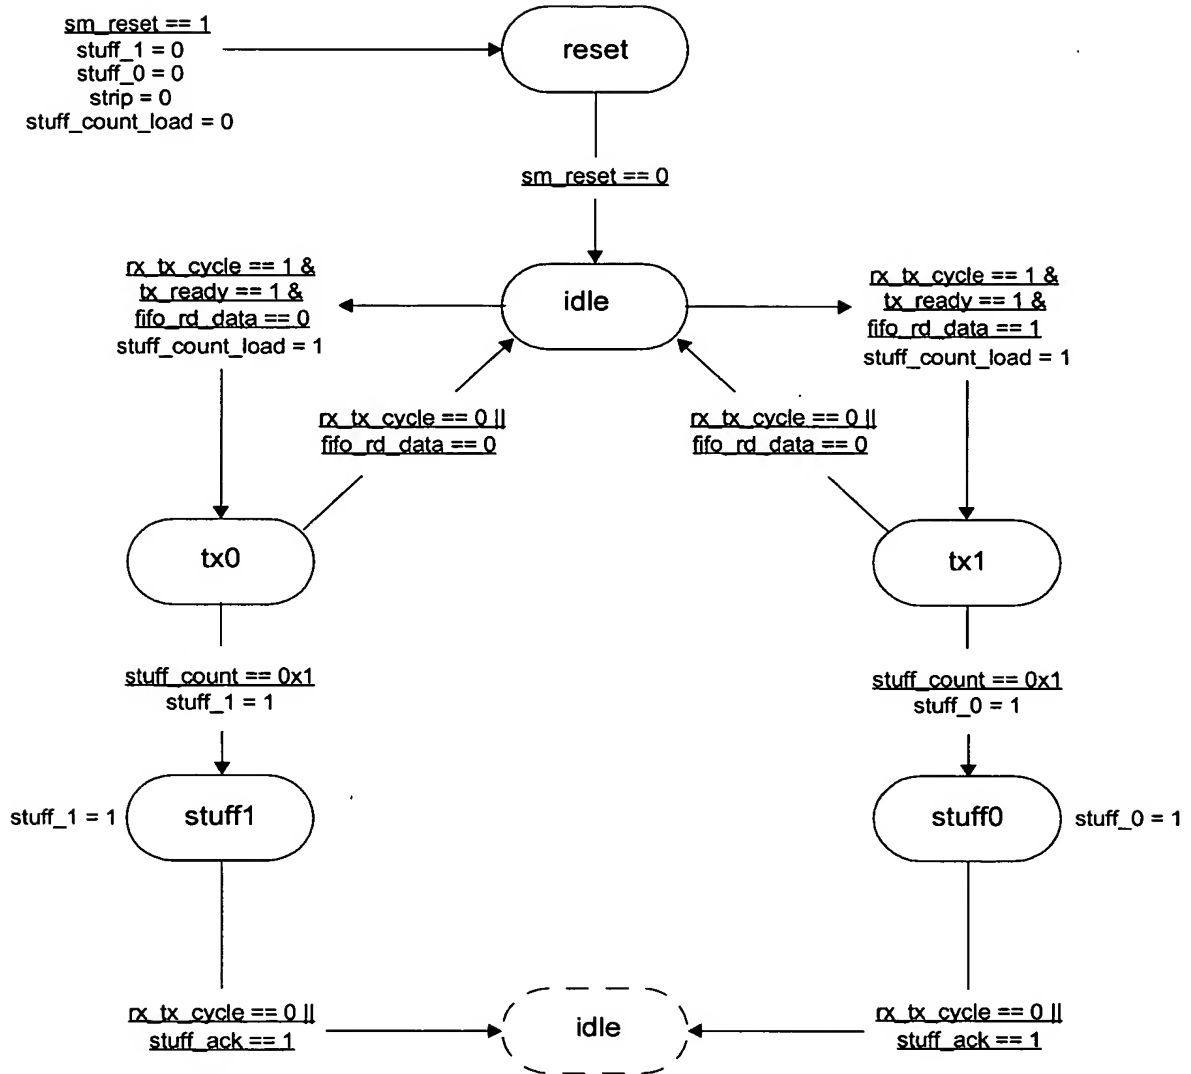 sm_reset == 1
stuff_1 = 0
stuff_0 = 0
strip = 0
stuff_count_load = 0
reset
sm_reset == 0
rx_tx_cycle == 1 &
tx_ready == 1 &
fifo_rd_data == 0
stuff_count_load = 1
idle
rx_tx_cycle == 1 &
tx_ready == 1 &
fifo_rd_data == 1
stuff_count_load = 1
rx_tx_cycle == 0 ||
fifo_rd_data == 0
rx_tx_cycle == 0 ||
fifo_rd_data == 0
tx0
tx1
stuff_count == 0x1
stuff_1 = 1
stuff_count == 0x1
stuff_0 = 1
stuff_1 = 1
stuff1
stuff0
stuff_0 = 1
rx_tx_cycle == 0 ||
stuff_ack == 1
idle
rx_tx_cycle == 0 ||
stuff_ack == 1